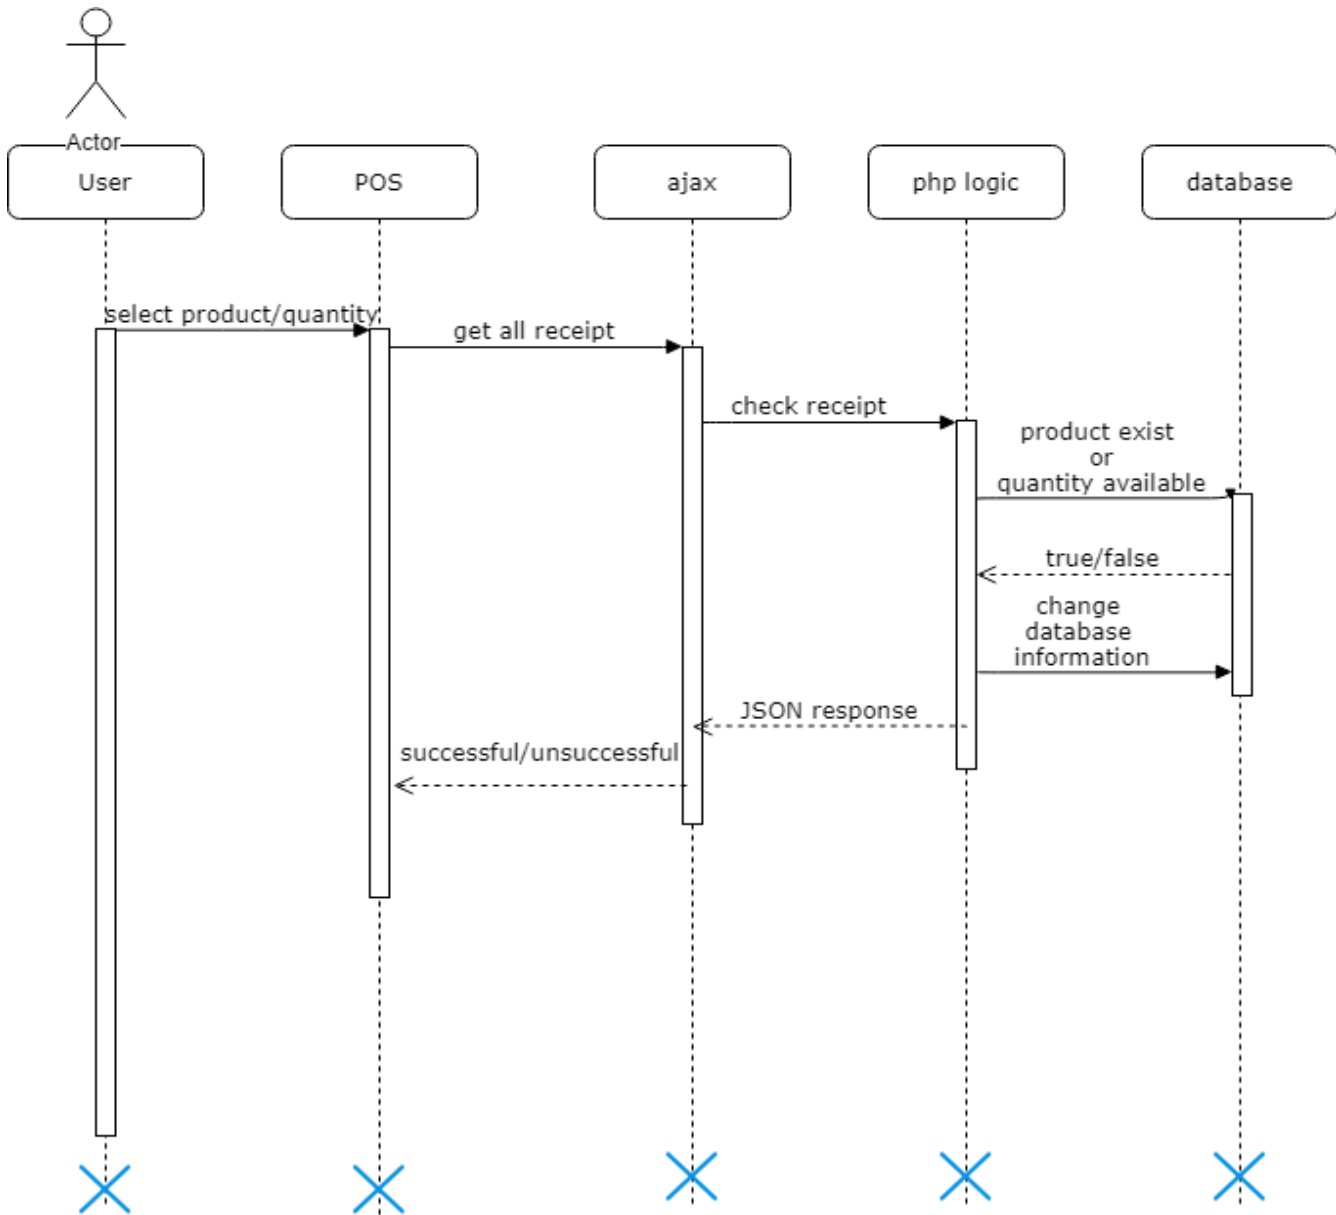 Actor
User
POS
ajax
php logic
database
select product/quantity
get all receipt
check receipt
product exist
or
quantity available
true/false
change
database
information
JSON response
successful/unsuccessful